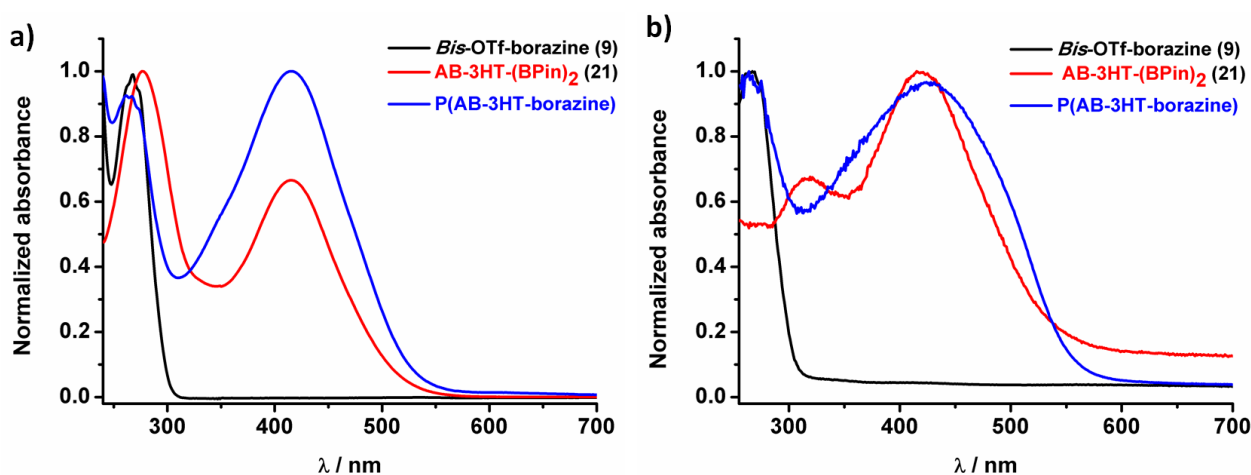 a)
Bis-OTf-borazine (9)
AB-3HT-(BPin)2 (21)
P(AB-3HT-borazine)
Normalized absorbance
1.0
0.8
0.6
0.4
0.2
0.0
300 400 500 600 700
λ / nm
b)
Bis-OTf-borazine (9)
AB-3HT-(BPin)2 (21)
P(AB-3HT-borazine)
Normalized absorbance
1.0
0.8
0.6
0.4
0.2
0.0
300 400 500 600 700
λ / nm